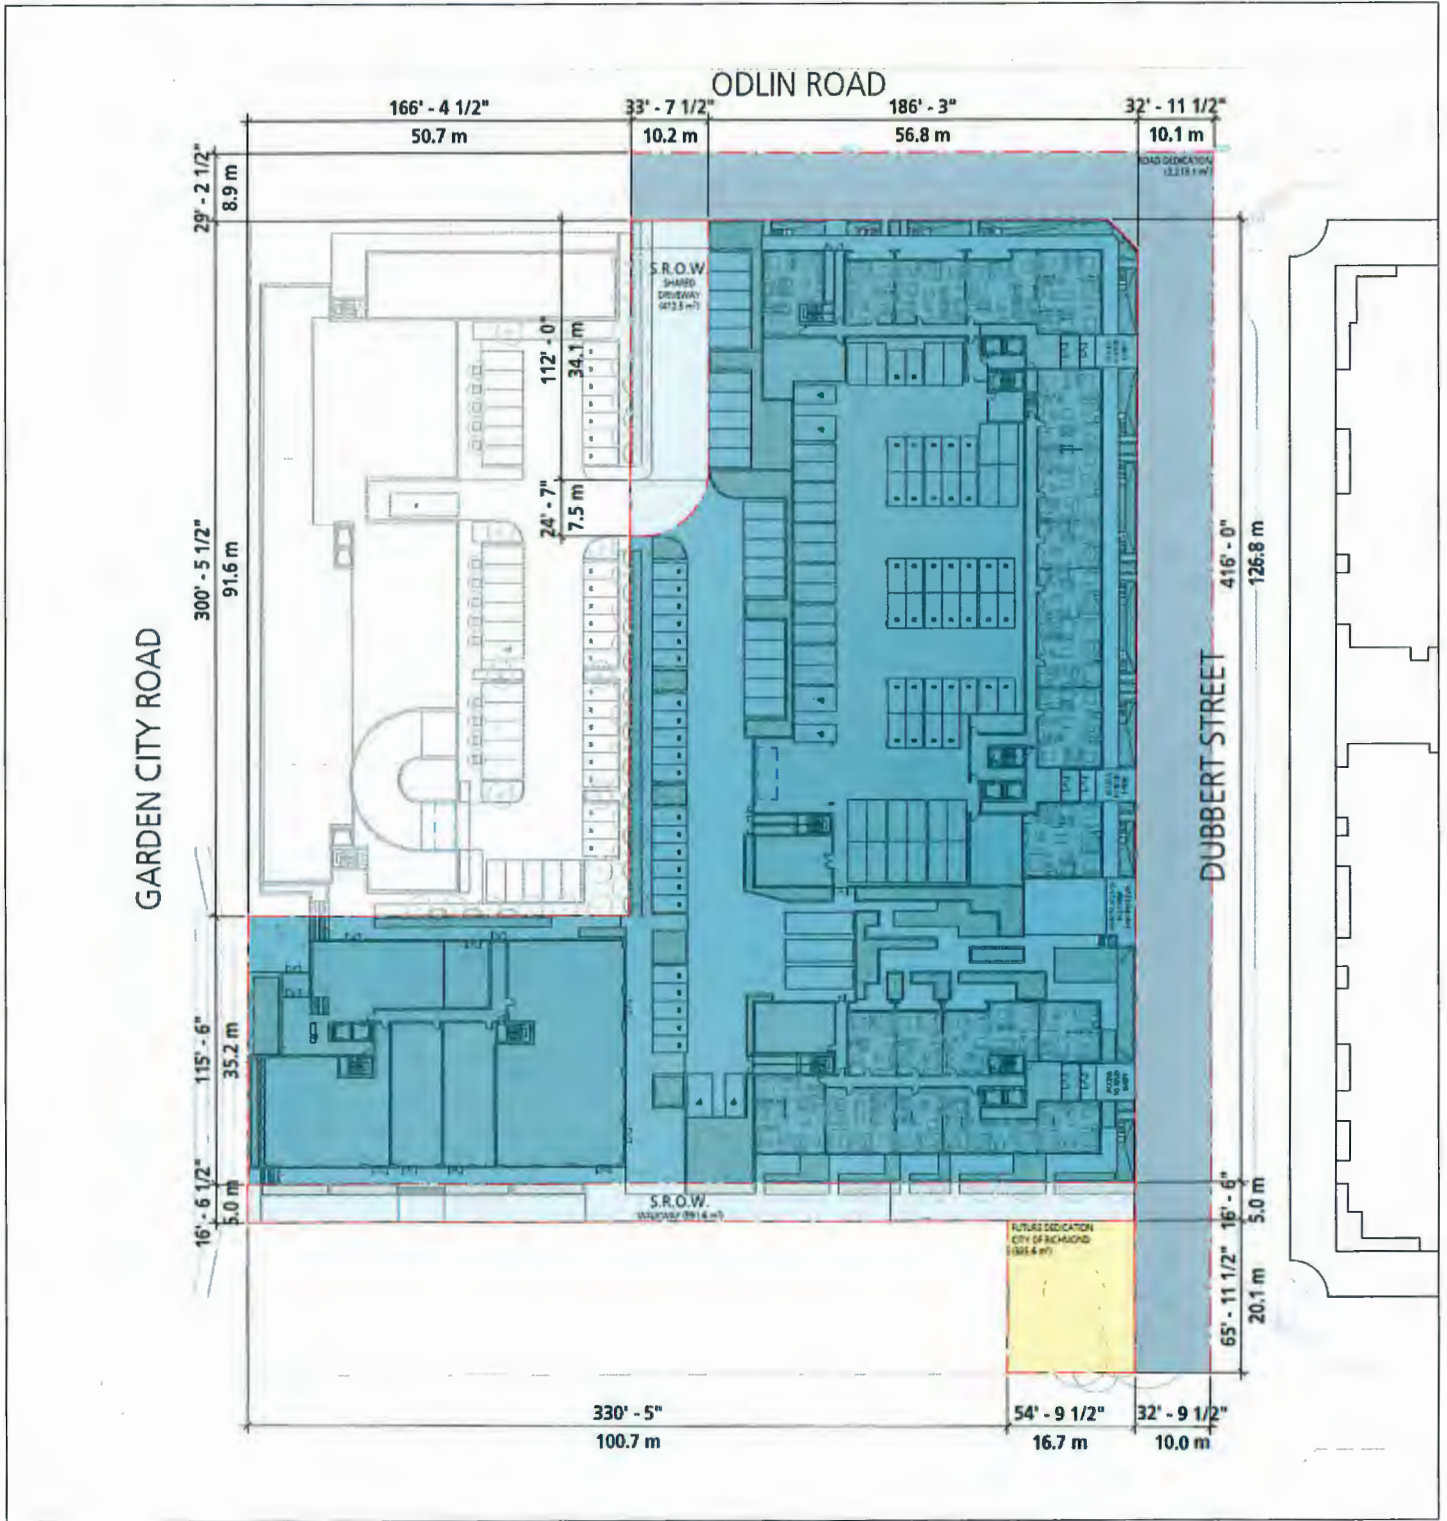 ODLIN ROAD
166' - 4 1/2"
33' - 7 1/2"
186' - 3"
32' - 11 1/2"
50.7 m
10.2 m
56.8 m
10.1 m
ROAD DEDICATION
29' - 2 1/2"
8.9 m
S.R.O.W.
SHARED
DRIVEWAY
112' - 0"
34.1 m
24' - 7"
7.5 m
300' - 5 1/2"
91.6 m
416' - 0"
126.8 m
GARDEN CITY ROAD
DUBBERT STREET
115' - 6"
35.2 m
16' - 6 1/2"
5.0 m
S.R.O.W.
16' - 6"
5.0 m
FUTURE DEDICATION
CITY OF RICHMOND
65' - 11 1/2"
20.1 m
330' - 5"
54' - 9 1/2"
32' - 9 1/2"
100.7 m
16.7 m
10.0 m